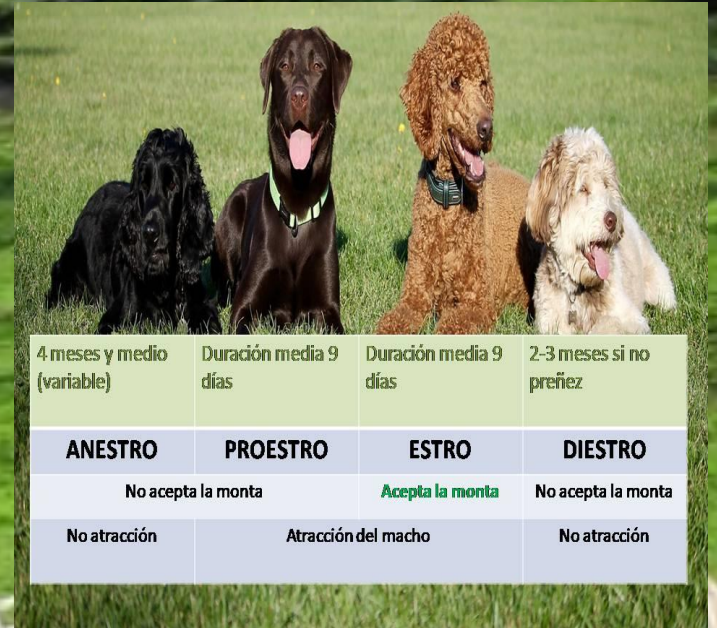 4 meses y medio Duración media 9 Duración media 9 2-3 meses si no
(variable) días días preñez
ANESTRO PROESTRO ESTRO DIESTRO
No acepta la monta Acepta la monta No acepta la monta
No atracción Atracción del macho No atracción